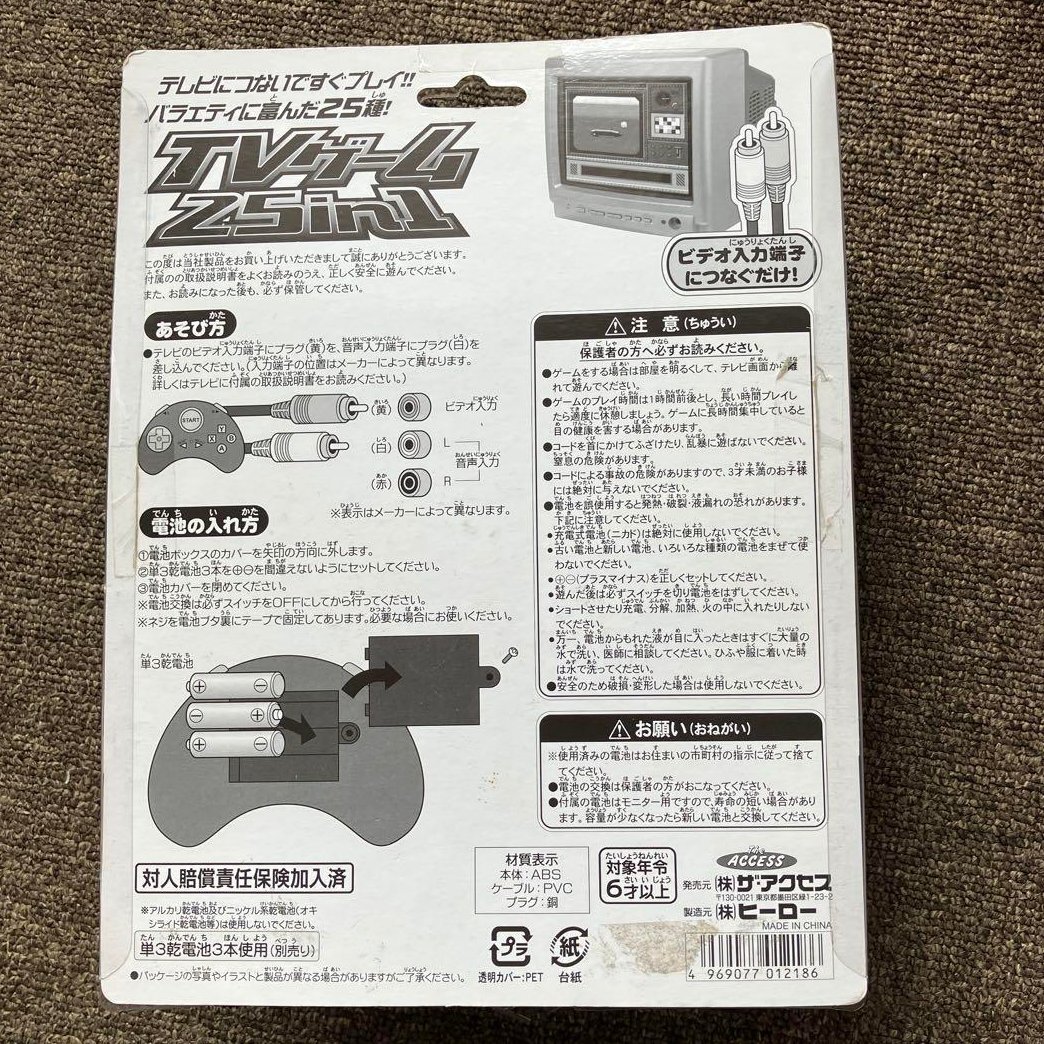 テレビにつないですぐプレイ!!
バラエティに富んだ25種!
TVゲーム
25in1
この度は当社製品をお買い上げいただきまして誠にありがとうございます。
付属のの取扱説明書をよくお読みのうえ、正しく安全に遊んでください。
また、お読みになった後も、必ず保管してください。
ビデオ入力端子
につなぐだけ!
あそび方
●テレビのビデオ入力端子にプラグ(黄)を、音声入力端子にプラグ(白)を
差し込んでください。(入力端子の位置はメーカーによって異なります。
詳しくはテレビに付属の取扱説明書をお読みください。)
START
X
Y
B
A
(黄)
ビデオ入力
(白)
L
音声入力
(赤)
R
※表示はメーカーによって異なります。
電池の入れ方
①電池ボックスのカバーを矢印の方向に外します。
②単3乾電池3本を⊕⊖を間違えないようにセットしてください。
③電池カバーを閉めてください。
※電池交換は必ずスイッチをOFFにしてから行ってください。
※ネジを電池ブタ裏にテープで固定してあります。必要な場合にお使いください。
単3乾電池
対人賠償責任保険加入済
※アルカリ乾電池及びニッケル系乾電池(オキ
シライド乾電池等)は使用しないでください。
単3乾電池3本使用(別売り)
●パッケージの写真やイラストと製品が異なる場合がありますがご了承ください。
⚠注意(ちゅうい)
保護者の方へ必ずお読みください。
●ゲームをする場合は部屋を明るくして、テレビ画面から離
れて遊んでください。
●ゲームのプレイ時間は1時間前後とし、長い時間プレイし
たら適度に休憩しましょう。ゲームに長時間集中していると
目の健康を害する場合があります。
●コードを首にかけてふざけたり、乱暴に遊ばないでください。
窒息の危険があります。
●コードによる事故の危険がありますので、3才未満のお子様
には絶対に与えないでください。
●電池を誤使用すると発熱・破裂・液漏れの恐れがあります。
下記に注意してください。
・充電式電池(ニカド)は絶対に使用しないでください。
・古い電池と新しい電池、いろいろな種類の電池をまぜて使
わないでください。
・⊕⊖(プラスマイナス)を正しくセットしてください。
・遊んだ後は必ずスイッチを切り電池をはずしてください。
・ショートさせたり充電、分解、加熱、火の中に入れたりしない
でください。
・万一、電池からもれた液が目に入ったときはすぐに大量の
水で洗い、医師に相談してください。ひふや服に着いた時
は水で洗ってください。
●安全のため破損・変形した場合は使用しないでください。
⚠お願い(おねがい)
※使用済みの電池はお住まいの市町村の指示に従って捨て
てください。
●電池の交換は保護者の方がおこなってください。
●付属の電池はモニター用ですので、寿命の短い場合があり
ます。容量が少なくなったら新しい電池と交換してください。
材質表示
本体:ABS
ケーブル:PVC
プラグ:銅
対象年令
6才以上
The ACCESS
発売元 (株)ザ・アクセス
〒130-0021 東京都墨田区緑1-23-2
製造元 (株)ヒーロー
MADE IN CHINA
プラ
透明カバー:PET
紙
台紙
4 969077 012186